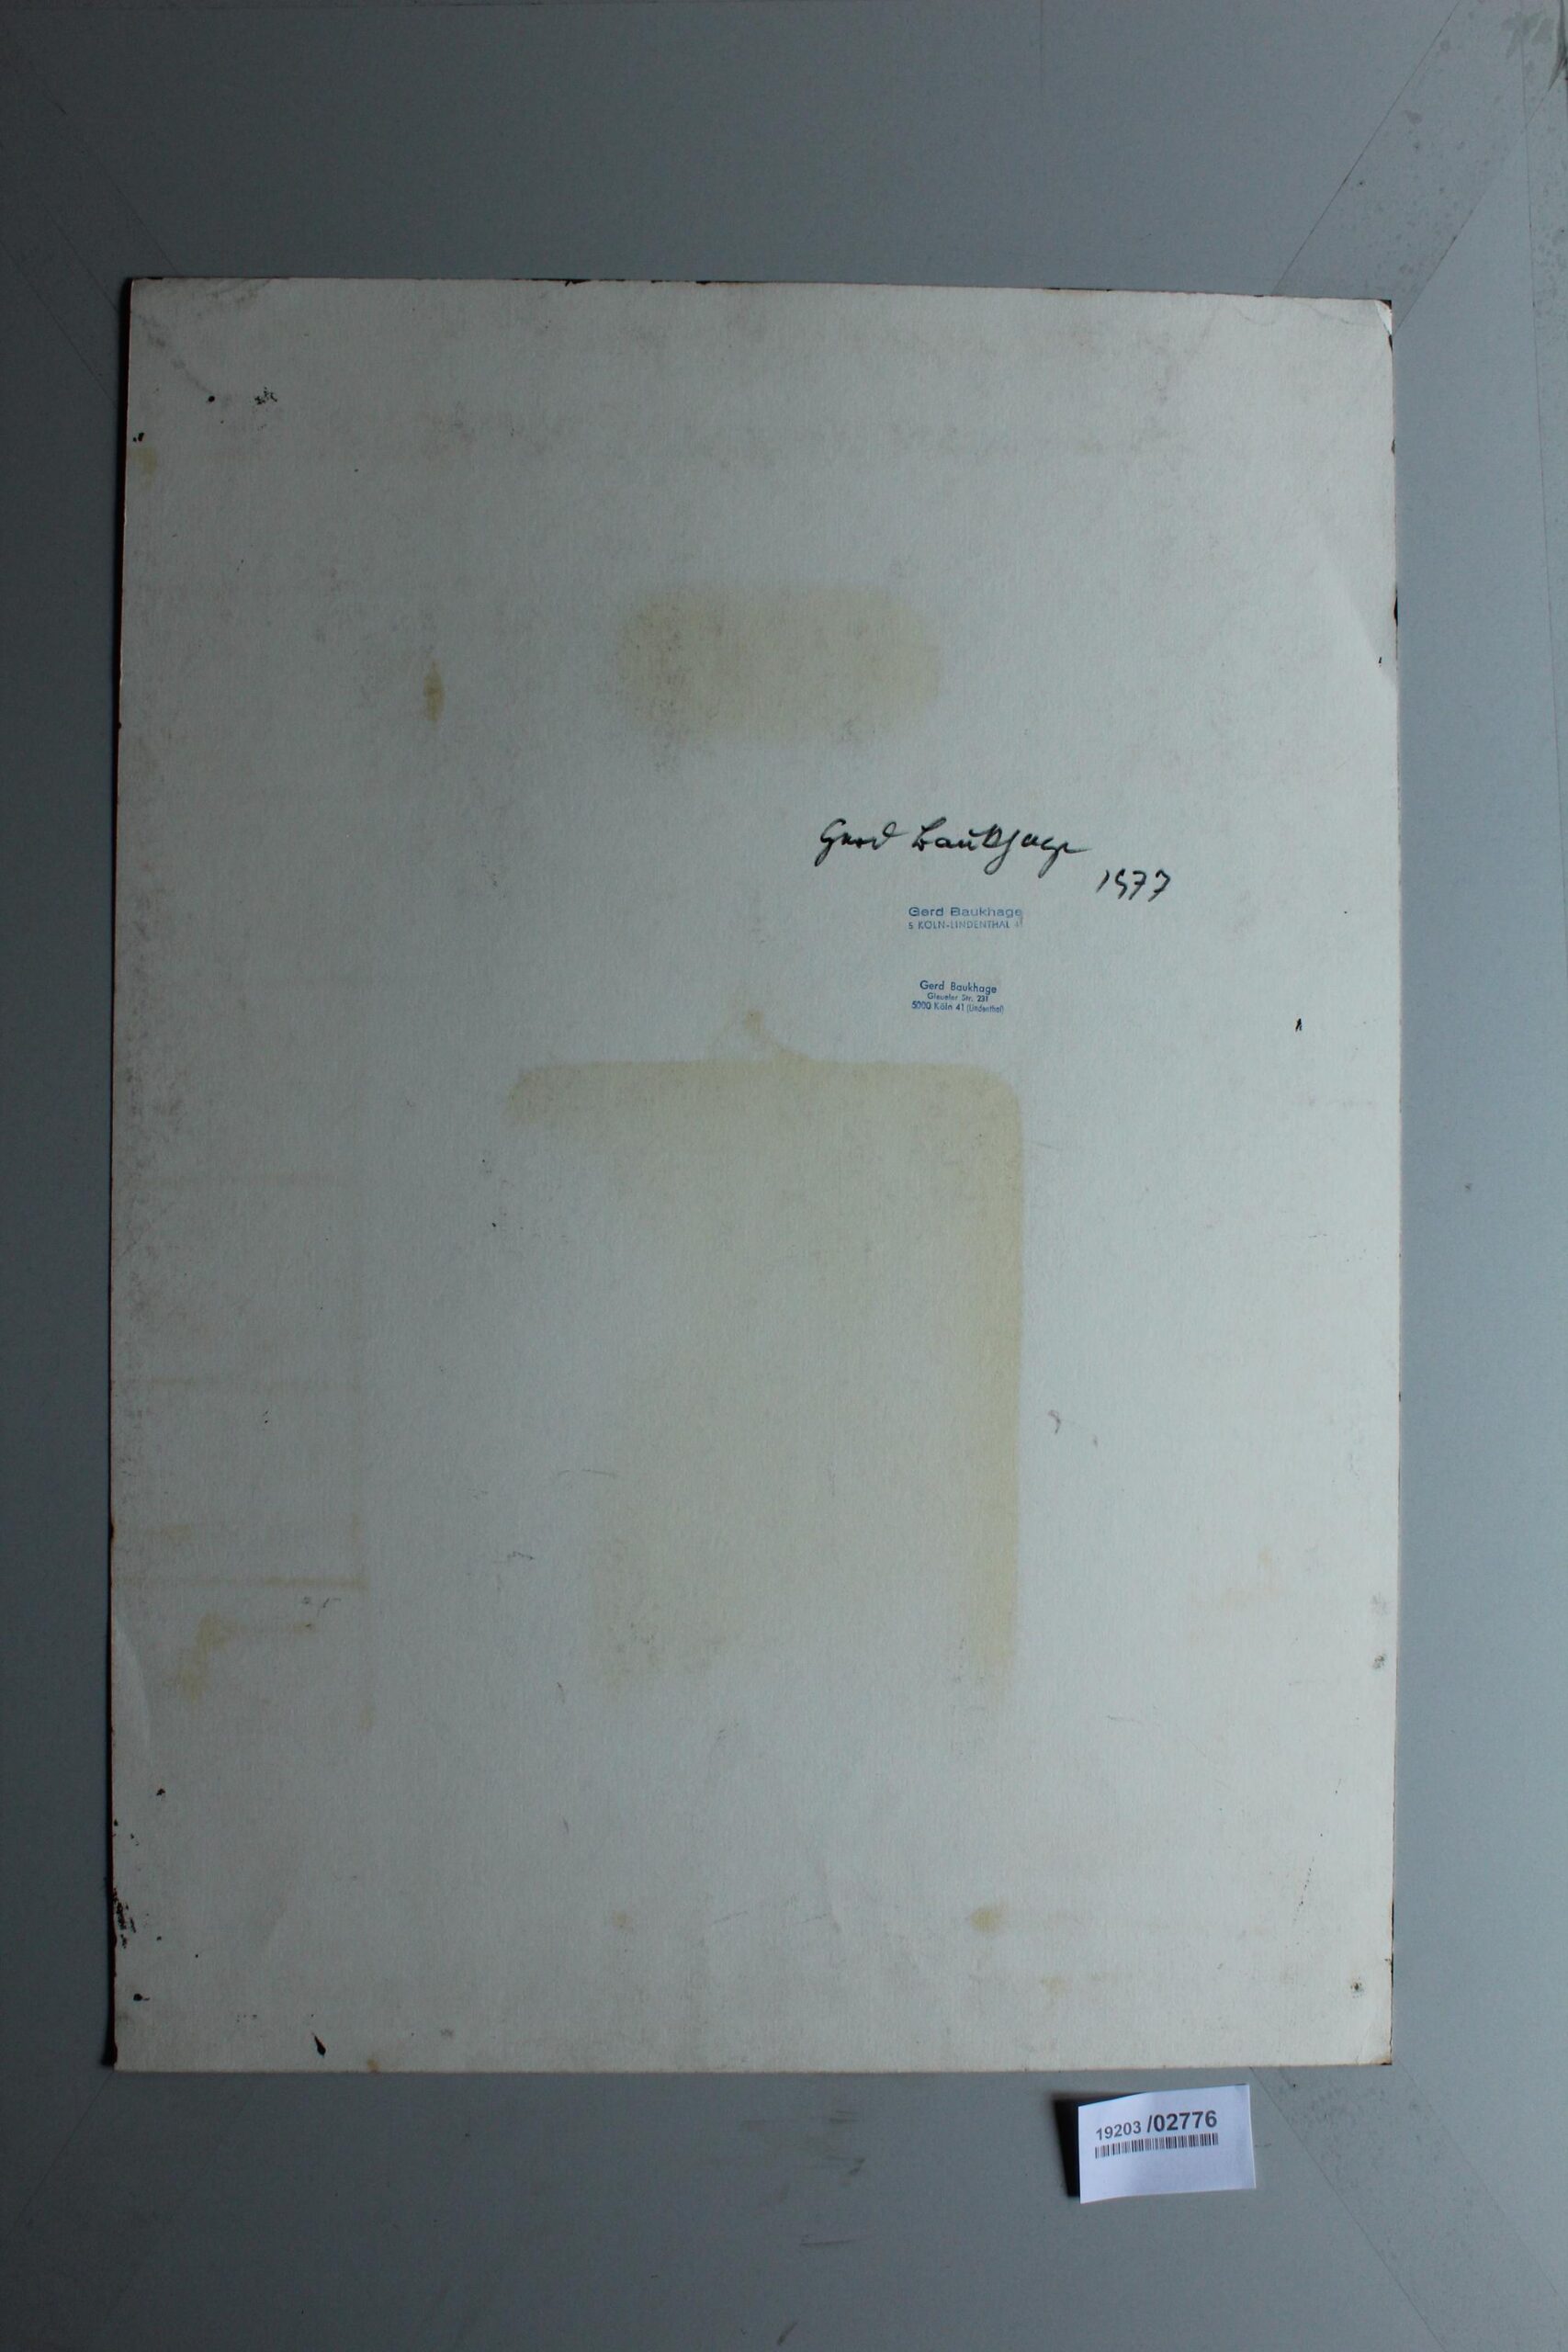 Gerd Baukhage
1977
Gerd Baukhage
5 KÖLN-LINDENTHAL 41
Gerd Baukhage
Gleueler Str. 231
5000 Köln 41 (Lindenthal)
19203 /02776